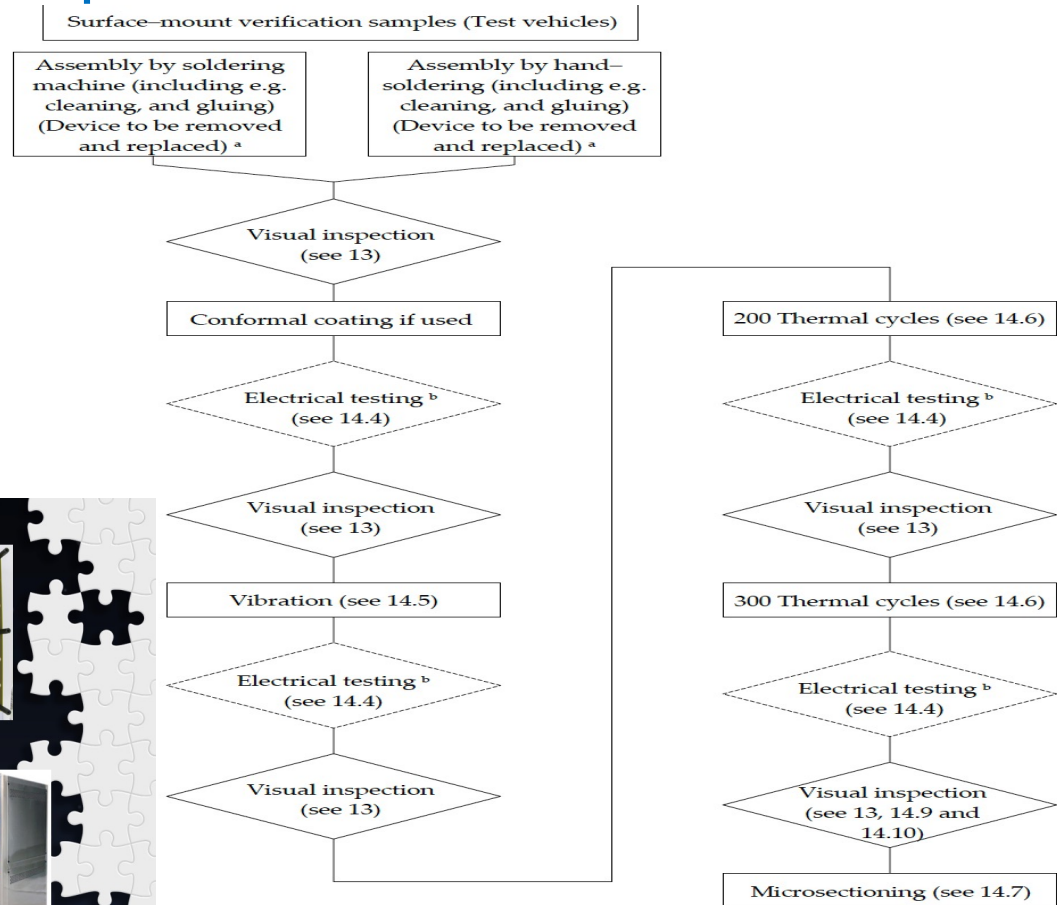 Surface–mount verification samples (Test vehicles)
Assembly by soldering
machine (including e.g.
cleaning, and gluing)
(Device to be removed
and replaced) ᵃ
Assembly by hand–
soldering (including e.g.
cleaning, and gluing)
(Device to be removed
and replaced) ᵃ
Visual inspection
(see 13)
Conformal coating if used
Electrical testing ᵇ
(see 14.4)
Visual inspection
(see 13)
Vibration (see 14.5)
Electrical testing ᵇ
(see 14.4)
Visual inspection
(see 13)
200 Thermal cycles (see 14.6)
Electrical testing ᵇ
(see 14.4)
Visual inspection
(see 13)
300 Thermal cycles (see 14.6)
Electrical testing ᵇ
(see 14.4)
Visual inspection
(see 13, 14.9 and
14.10)
Microsectioning (see 14.7)